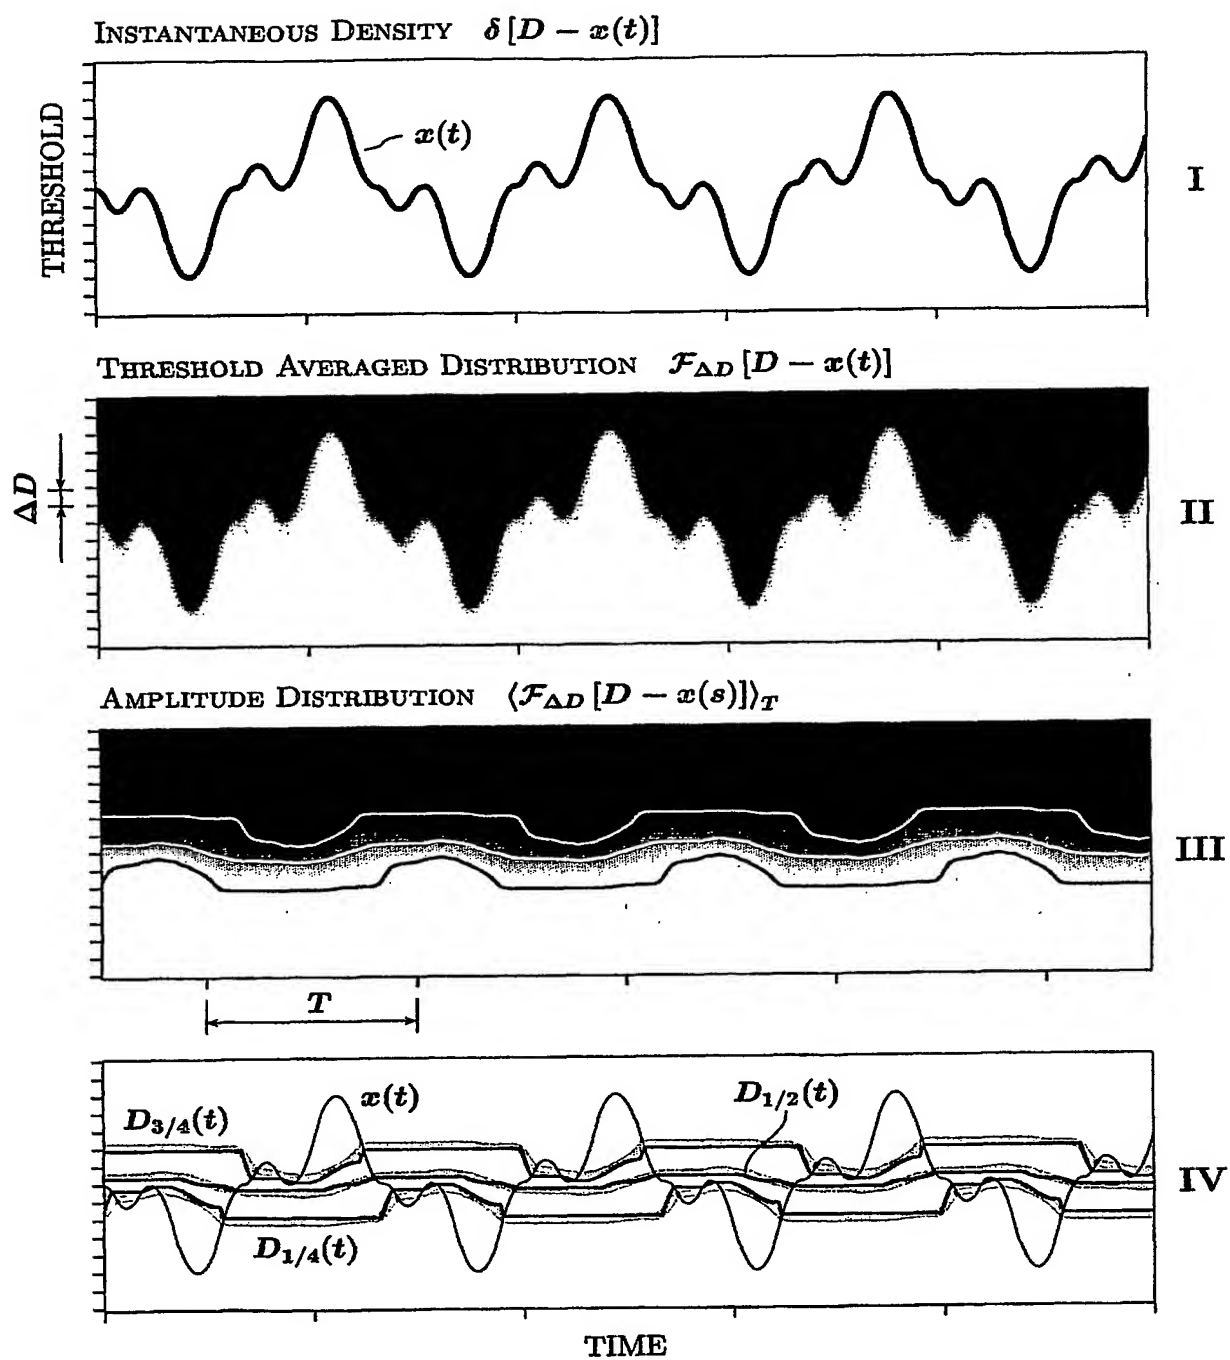 INSTANTANEOUS DENSITY δ [D − x(t)]
THRESHOLD
x(t)
I
THRESHOLD AVERAGED DISTRIBUTION 𝓕ΔD [D − x(t)]
ΔD
II
AMPLITUDE DISTRIBUTION ⟨𝓕ΔD [D − x(s)]⟩T
III
T
D3/4(t)
x(t)
D1/2(t)
IV
D1/4(t)
TIME